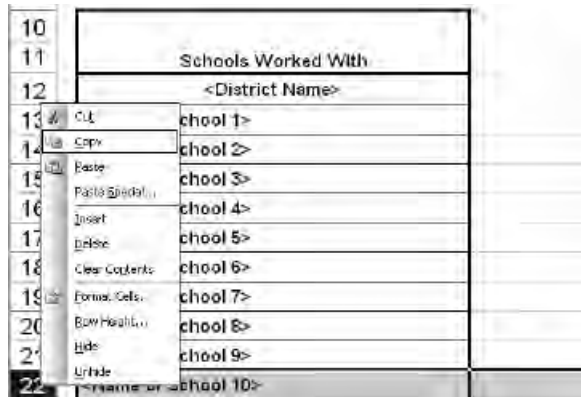 10
11 Schools Worked With
12 <District Name>
13 Cut chool 1>
14 Copy chool 2>
15 Paste chool 3>
Paste Special...
16 chool 4>
Insert
17 chool 5>
Delete
18 Clear Contents chool 6>
19 Format Cells. chool 7>
20 Row Height... chool 8>
Hide
2 chool 9>
Unhide
22 <Name of School 10>